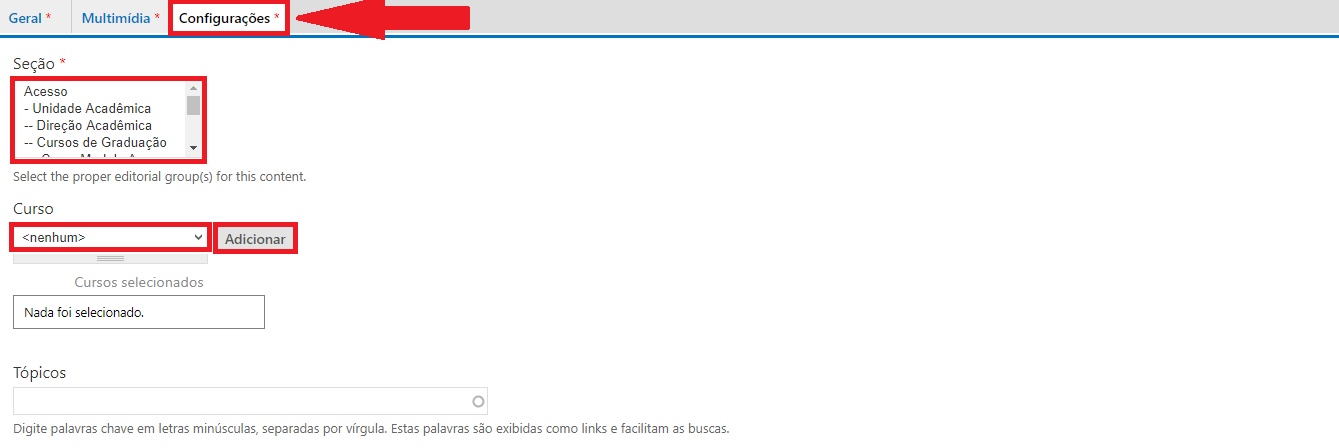 Geral * Multimídia * Configurações *
Seção *
Acesso
- Unidade Acadêmica
-- Direção Acadêmica
-- Cursos de Graduação
Select the proper editorial group(s) for this content.
Curso
<nenhum> Adicionar
Cursos selecionados
Nada foi selecionado.
Tópicos
Digite palavras chave em letras minúsculas, separadas por vírgula. Estas palavras são exibidas como links e facilitam as buscas.